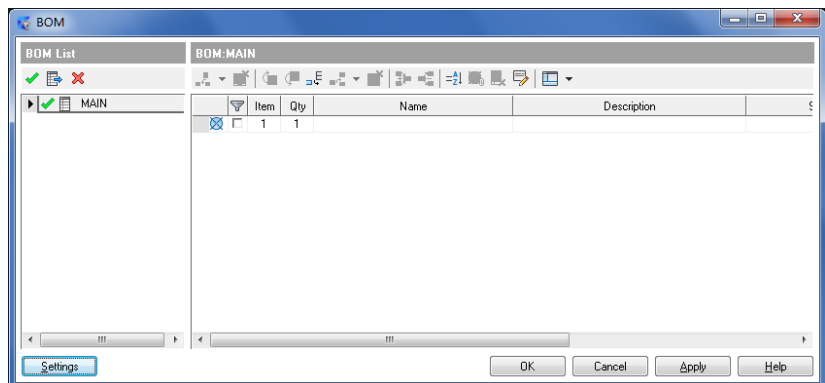 BOM
BOM List
BOM:MAIN
MAIN
Item Qty Name Description
1 1
Settings OK Cancel Apply Help